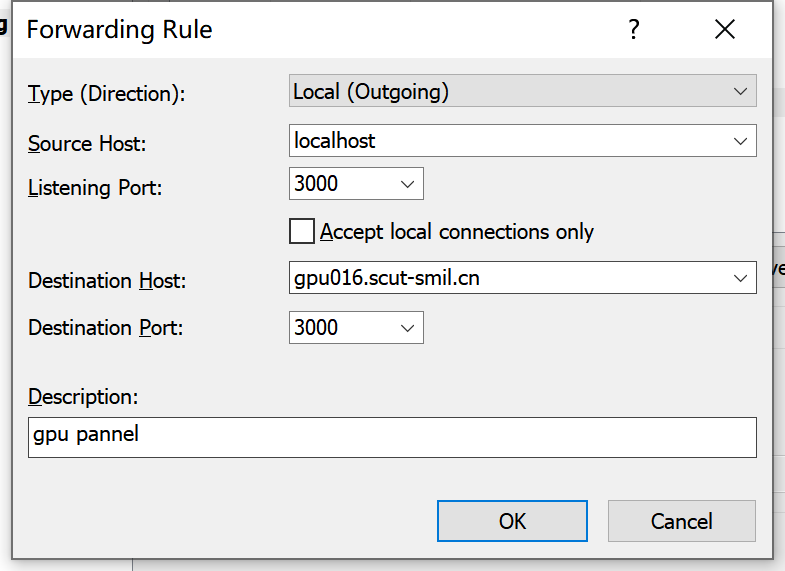 g
Forwarding Rule
?
Type (Direction):
Local (Outgoing)
Source Host:
localhost
Listening Port:
3000
Accept local connections only
Destination Host:
gpu016.scut-smil.cn
Destination Port:
3000
Description:
gpu pannel
OK
Cancel